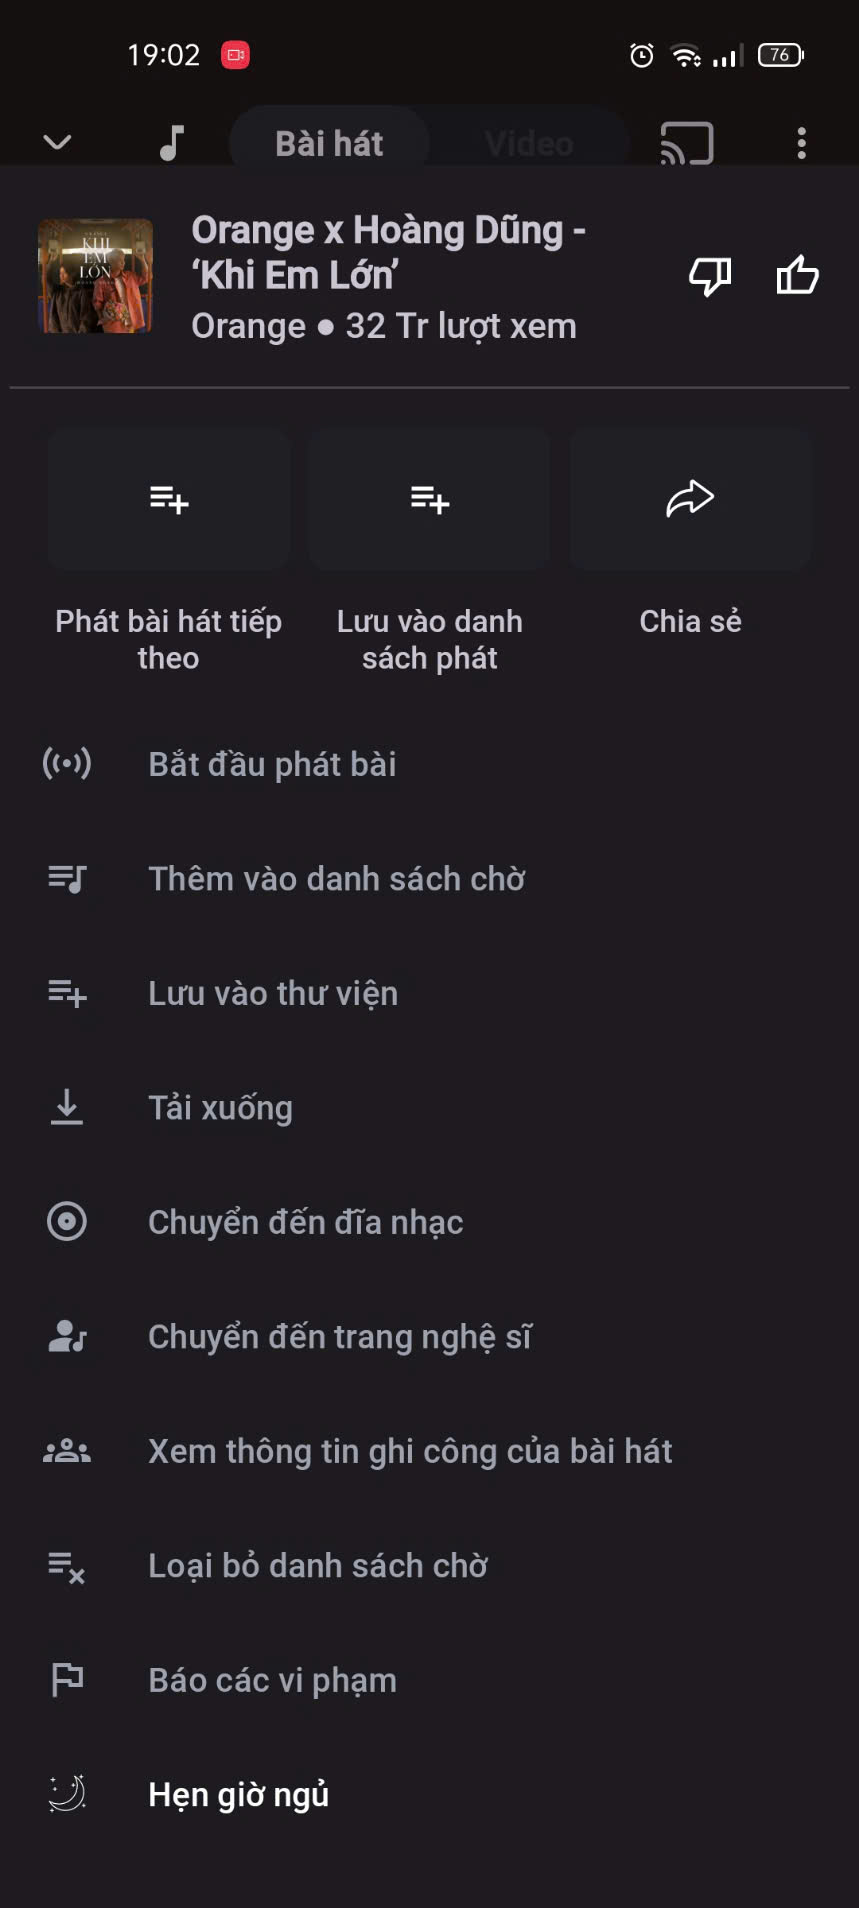 19:02
76
Bài hát
Video
KHI
EM
LỚN
Orange x Hoàng Dũng -
‘Khi Em Lớn’
Orange • 32 Tr lượt xem
Phát bài hát tiếp
theo
Lưu vào danh
sách phát
Chia sẻ
Bắt đầu phát bài
Thêm vào danh sách chờ
Lưu vào thư viện
Tải xuống
Chuyển đến đĩa nhạc
Chuyển đến trang nghệ sĩ
Xem thông tin ghi công của bài hát
Loại bỏ danh sách chờ
Báo các vi phạm
Hẹn giờ ngủ